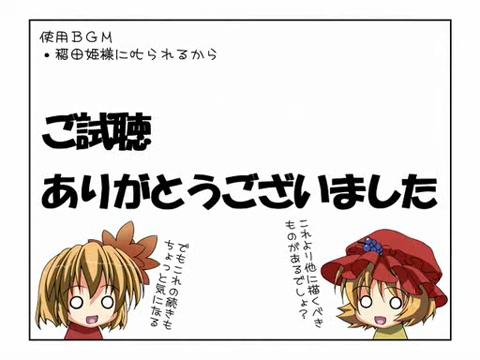 使用BGM
・稲田姫様に叱られるから
ご試聴
ありがとうございました
でもこれの続きも
ちょっと気になる
これより他に描くべき
ものがあるでしょ？